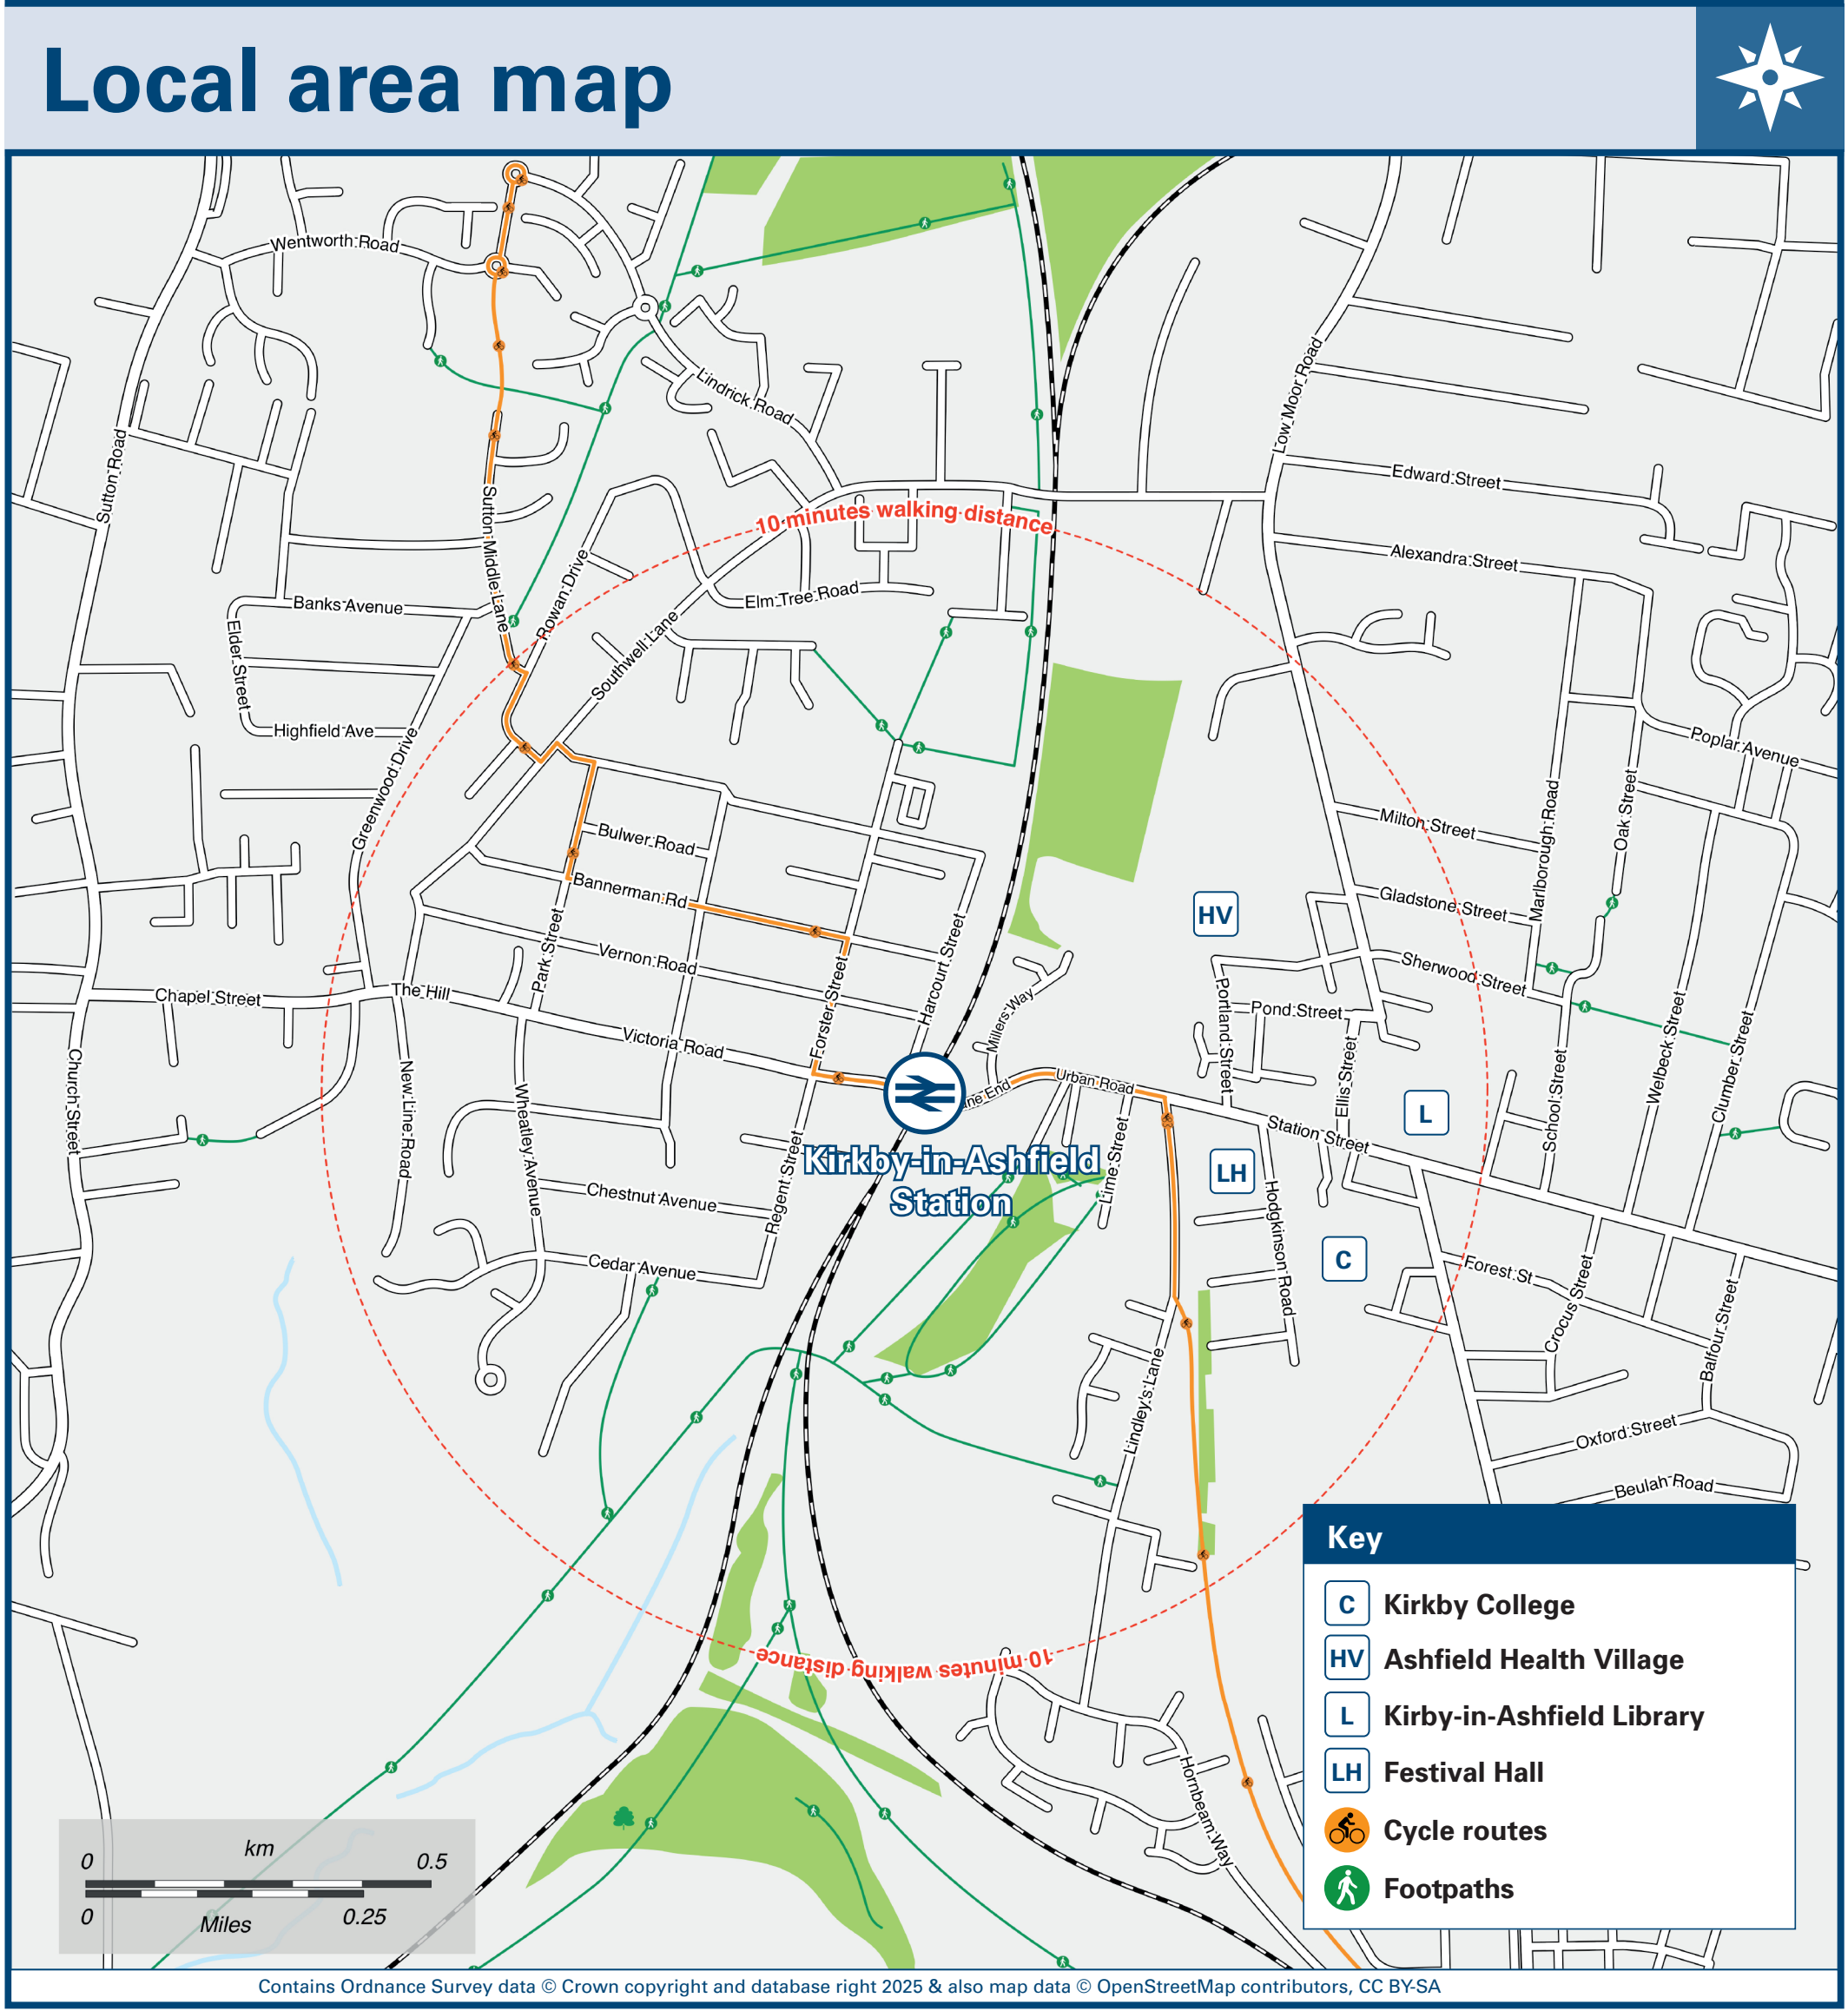 Local area map
Wentworth Road
Lindrick Road
Low Moor Road
Sutton Road
Edward Street
Sutton Middle Lane
10 minutes walking distance
Alexandra Street
Rowan Drive
Elm Tree Road
Banks Avenue
Elder Street
Southwell Lane
Highfield Ave
Poplar Avenue
Greenwood Drive
Oak Street
Marlborough Road
Milton Street
Bulwer Road
Bannerman Rd
Gladstone Street
HV
Park Street
Vernon Road
Harcourt Street
Sherwood Street
Forster Street
Millers Way
Portland Street
Pond Street
Chapel Street
The Hill
Victoria Road
Welbeck Street
Clumber Street
Church Street
New Line Road
Wheatley Avenue
ne End
Urban Road
Ellis Street
L
School Street
Station Street
Kirkby-in-Ashfield
Station
Regent Street
Lime Street
LH
Hodgkinson Road
Chestnut Avenue
Cedar Avenue
C
Forest St
Crocus Street
Balfour Street
Lindley's Lane
Oxford Street
Beulah Road
10 minutes walking distance
Hornbeam Way
Key
C Kirkby College
HV Ashfield Health Village
L Kirby-in-Ashfield Library
LH Festival Hall
Cycle routes
Footpaths
km
0 0.5
0 0.25
Miles
Contains Ordnance Survey data © Crown copyright and database right 2025 & also map data © OpenStreetMap contributors, CC BY-SA